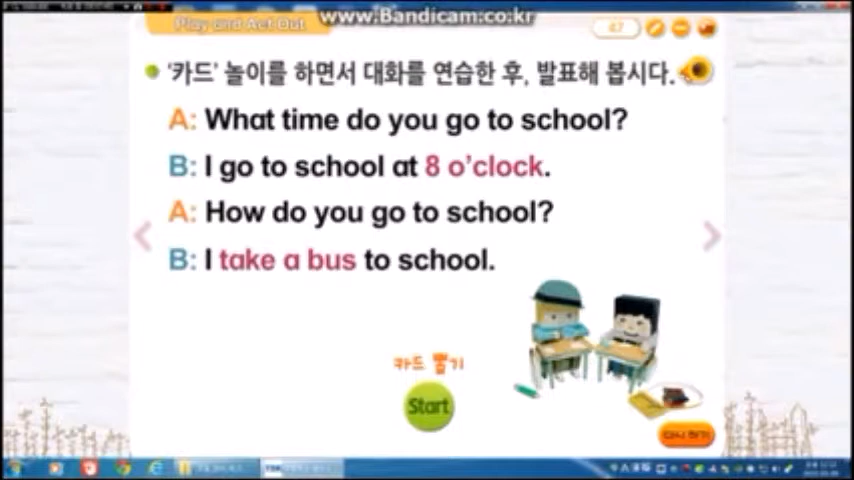 www.Bandicam.co.kr
Play and Act Out
47
'카드' 놀이를 하면서 대화를 연습한 후, 발표해 봅시다.
A: What time do you go to school?
B: I go to school at 8 o'clock.
A: How do you go to school?
B: I take a bus to school.
카드 뽑기
Start
다시 하기